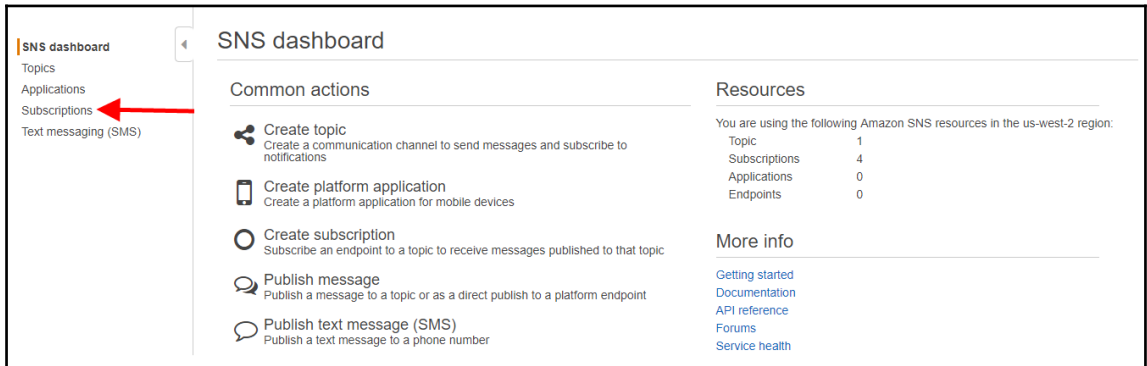 SNS dashboard
Topics
Applications
Subscriptions
Text messaging (SMS)
SNS dashboard
Common actions
Create topic
Create a communication channel to send messages and subscribe to
notifications
Create platform application
Create a platform application for mobile devices
Create subscription
Subscribe an endpoint to a topic to receive messages published to that topic
Publish message
Publish a message to a topic or as a direct publish to a platform endpoint
Publish text message (SMS)
Publish a text message to a phone number
Resources
You are using the following Amazon SNS resources in the us-west-2 region:
Topic 1
Subscriptions 4
Applications 0
Endpoints 0
More info
Getting started
Documentation
API reference
Forums
Service health